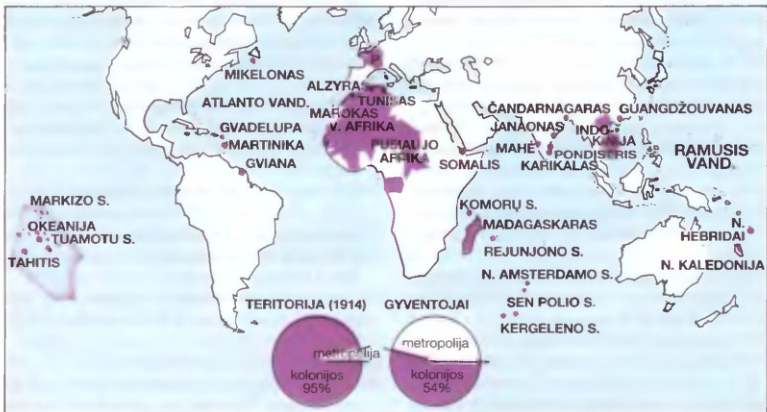 MIKELONAS
ALZYRAS
ATLANTO VAND.
TUNISAS
MAROKAS
V. AFRIKA
GVADELUPA
MARTINIKA
GVIANA
PUSIAUJO
AFRIKA
SOMALIS
ČANDARNAGARAS
GUANGDŽOUVANAS
JANAONAS
INDO-
KINIJA
MAHĖ
PONDIŠERIS
KARIKALAS
RAMUSIS
VAND.
MARKIZO S.
OKEANIJA
TUAMOTU S.
TAHITIS
KOMORŲ S.
MADAGASKARAS
REJUNJONO S.
N.
HEBRIDAI
N. KALEDONIJA
N. AMSTERDAMO S.
SEN POLIO S.
KERGELENO S.
TERITORIJA (1914)
GYVENTOJAI
metropolija
kolonijos
95%
metropolija
kolonijos
54%